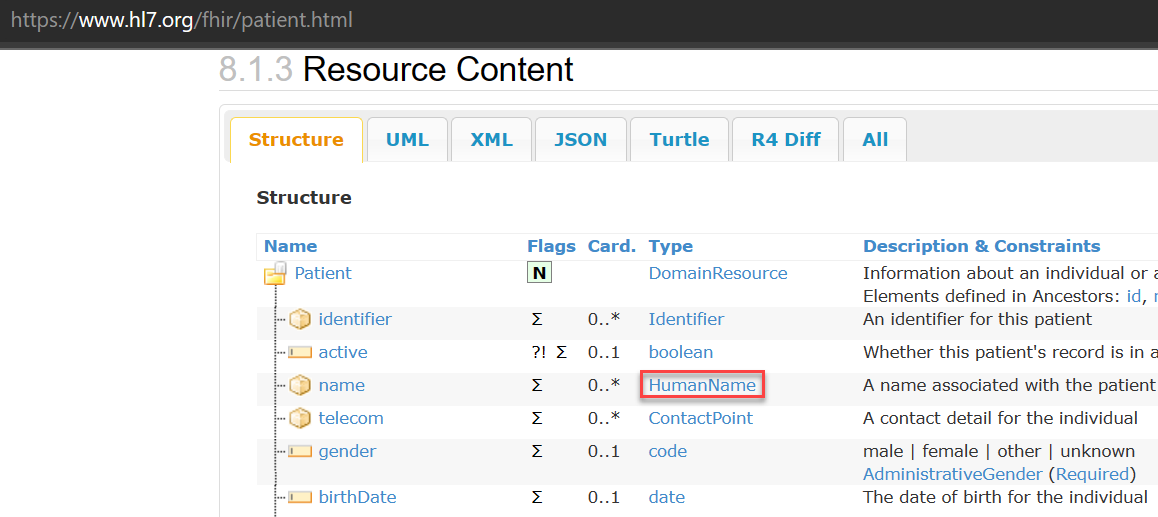 https://www.hl7.org/fhir/patient.html
8.1.3 Resource Content
Structure UML XML JSON Turtle R4 Diff All
Structure
Name Flags Card. Type Description & Constraints
Patient N DomainResource Information about an individual or a
Elements defined in Ancestors: id,
identifier Σ 0..* Identifier An identifier for this patient
active ?! Σ 0..1 boolean Whether this patient's record is in a
name Σ 0..* HumanName A name associated with the patient
telecom Σ 0..* ContactPoint A contact detail for the individual
gender Σ 0..1 code male | female | other | unknown
AdministrativeGender (Required)
birthDate Σ 0..1 date The date of birth for the individual